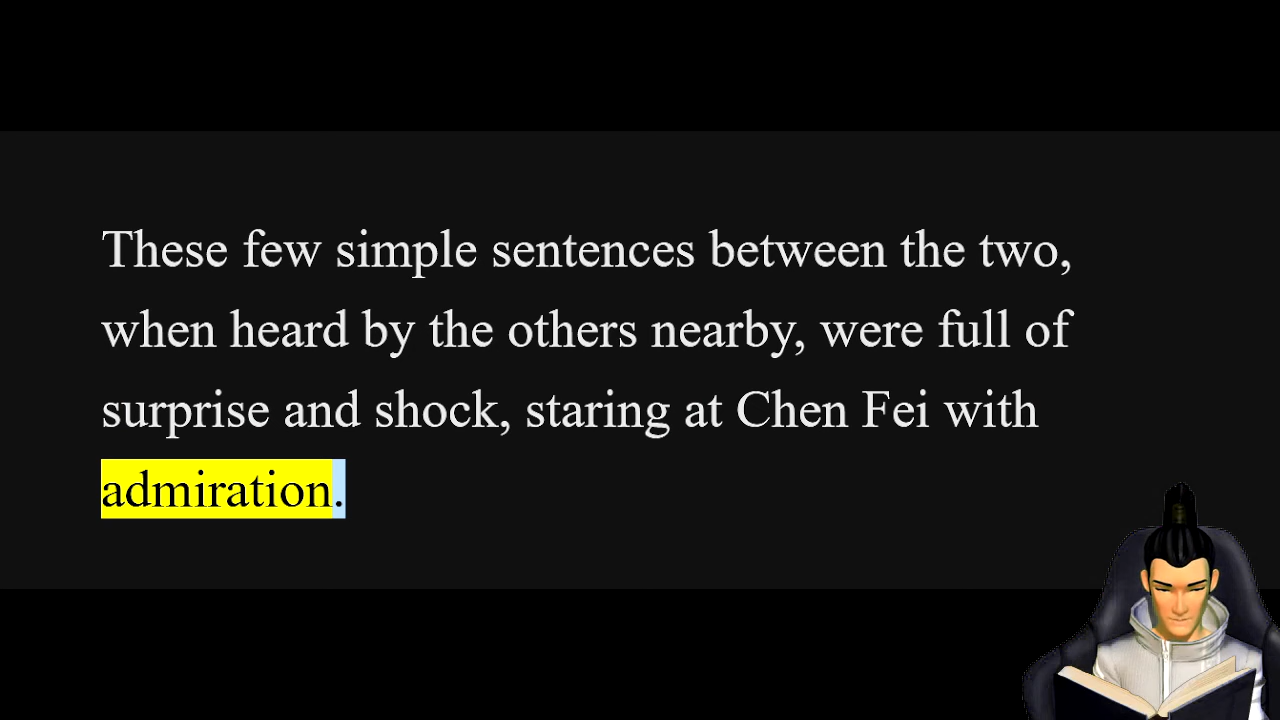 These few simple sentences between the two,
when heard by the others nearby, were full of
surprise and shock, staring at Chen Fei with
admiration.